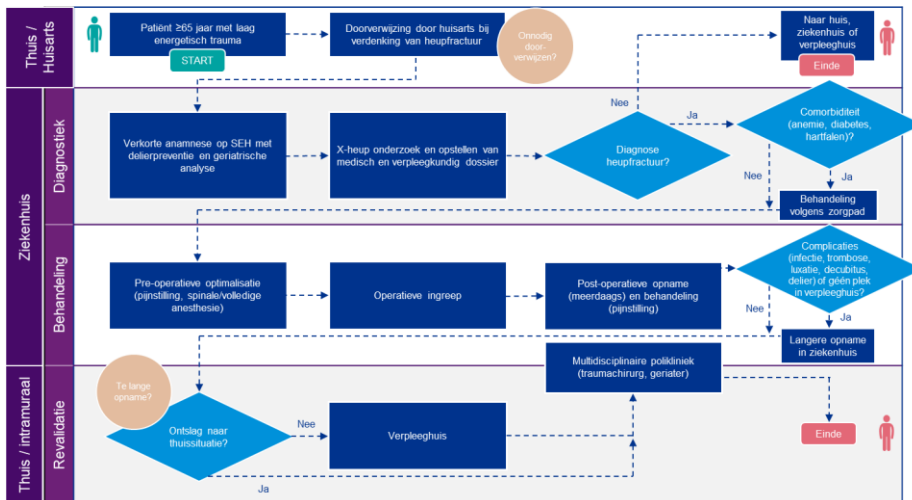 Thuis /
Huisarts
Patiënt ≥65 jaar met laag
energetisch trauma
START
Doorverwijzing door huisarts bij
verdenking van heupfractuur
Onnodig
door-
verwijzen?
Naar huis,
ziekenhuis of
verpleeghuis
Einde
Ziekenhuis
Diagnostiek
Verkorte anamnese op SEH met
delierpreventie en geriatrische
analyse
X-heup onderzoek en opstellen van
medisch en verpleegkundig dossier
Diagnose
heupfractuur?
Nee
Ja
Comorbiditeit
(anemie, diabetes,
hartfalen)?
Nee
Ja
Behandeling
volgens zorgpad
Behandeling
Pre-operatieve optimalisatie
(pijnstilling, spinale/volledige
anesthesie)
Operatieve ingreep
Post-operatieve opname
(meerdaags) en behandeling
(pijnstilling)
Complicaties
(infectie, trombose,
luxatie, decubitus,
delier) of géén plek
in verpleeghuis?
Nee
Ja
Langere opname
in ziekenhuis
Thuis / intramuraal
Revalidatie
Te lange
opname?
Ontslag naar
thuissituatie?
Nee
Ja
Verpleeghuis
Multidisciplinaire polikliniek
(traumachirurg, geriater)
Einde